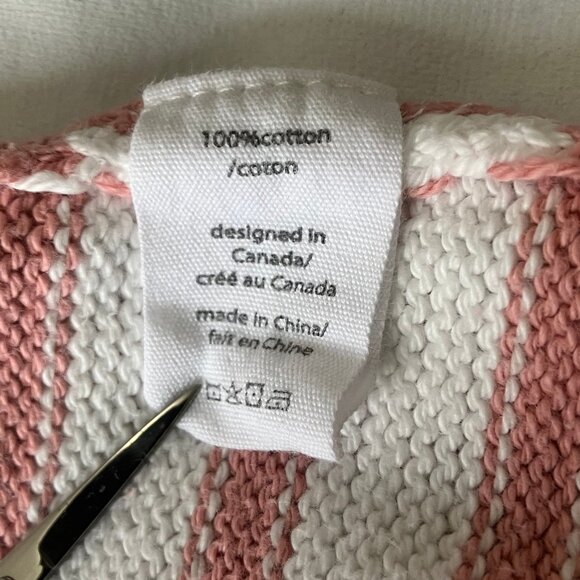 100%cotton
/coton
designed in
Canada/
créé au Canada
made in China/
fait en Chine